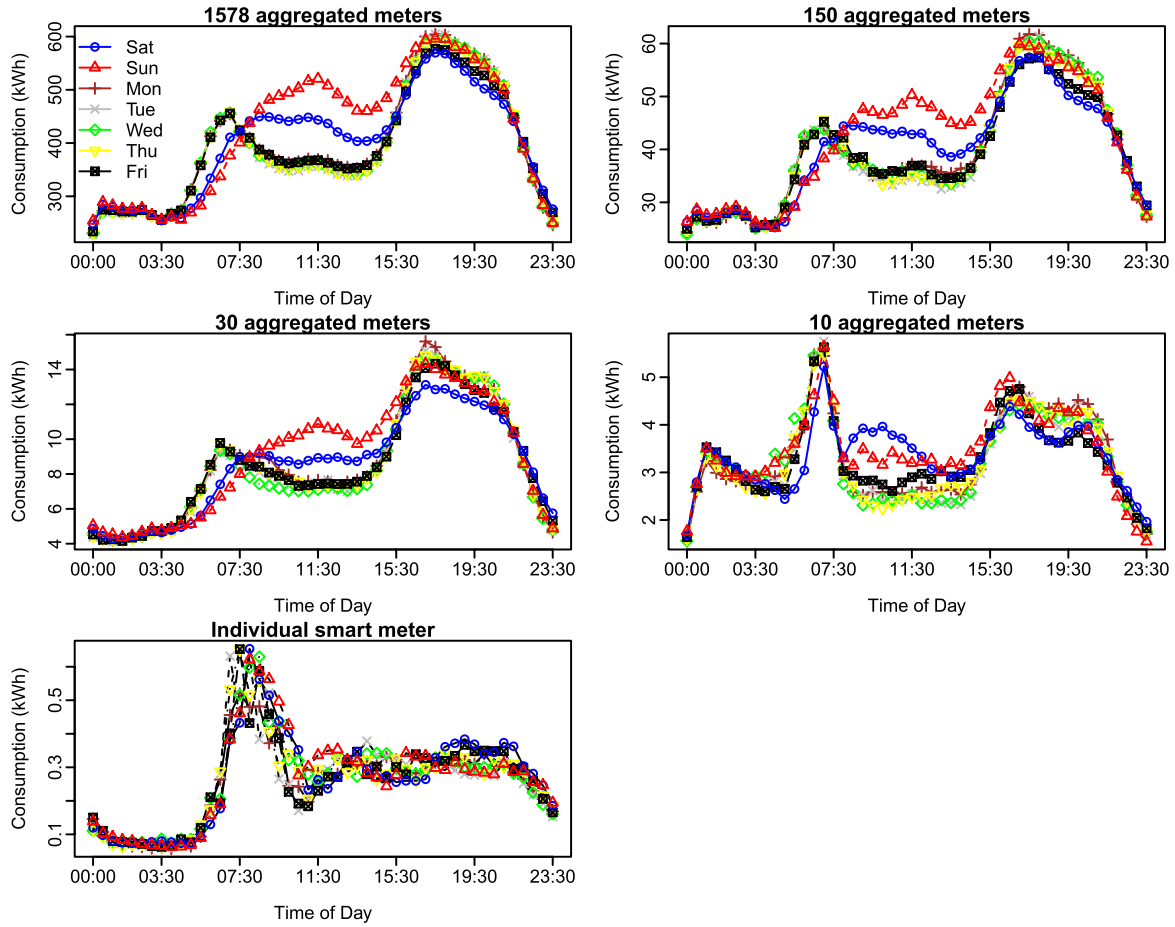 1578 aggregated meters
Consumption (kWh)
600
500
400
300
Sat
Sun
Mon
Tue
Wed
Thu
Fri
00:00 03:30 07:30 11:30 15:30 19:30 23:30
Time of Day
150 aggregated meters
Consumption (kWh)
60
50
40
30
00:00 03:30 07:30 11:30 15:30 19:30 23:30
Time of Day
30 aggregated meters
Consumption (kWh)
14
10
8
6
4
00:00 03:30 07:30 11:30 15:30 19:30 23:30
Time of Day
10 aggregated meters
Consumption (kWh)
5
4
3
2
00:00 03:30 07:30 11:30 15:30 19:30 23:30
Time of Day
Individual smart meter
Consumption (kWh)
0.5
0.3
0.1
00:00 03:30 07:30 11:30 15:30 19:30 23:30
Time of Day